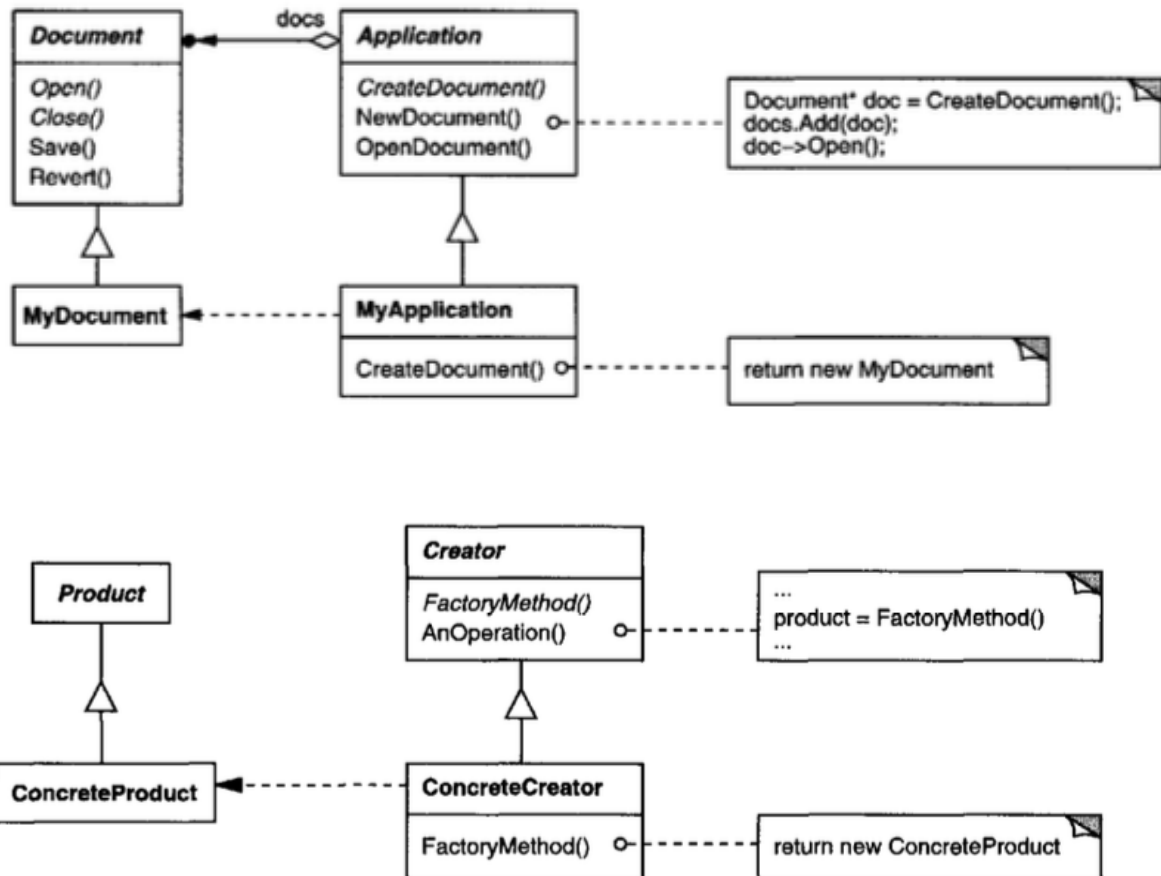 docs
Document
Open()
Close()
Save()
Revert()
Application
CreateDocument()
NewDocument()
OpenDocument()
Document* doc = CreateDocument();
docs.Add(doc);
doc->Open();
MyDocument
MyApplication
CreateDocument()
return new MyDocument
Product
Creator
FactoryMethod()
AnOperation()
...
product = FactoryMethod()
...
ConcreteProduct
ConcreteCreator
FactoryMethod()
return new ConcreteProduct